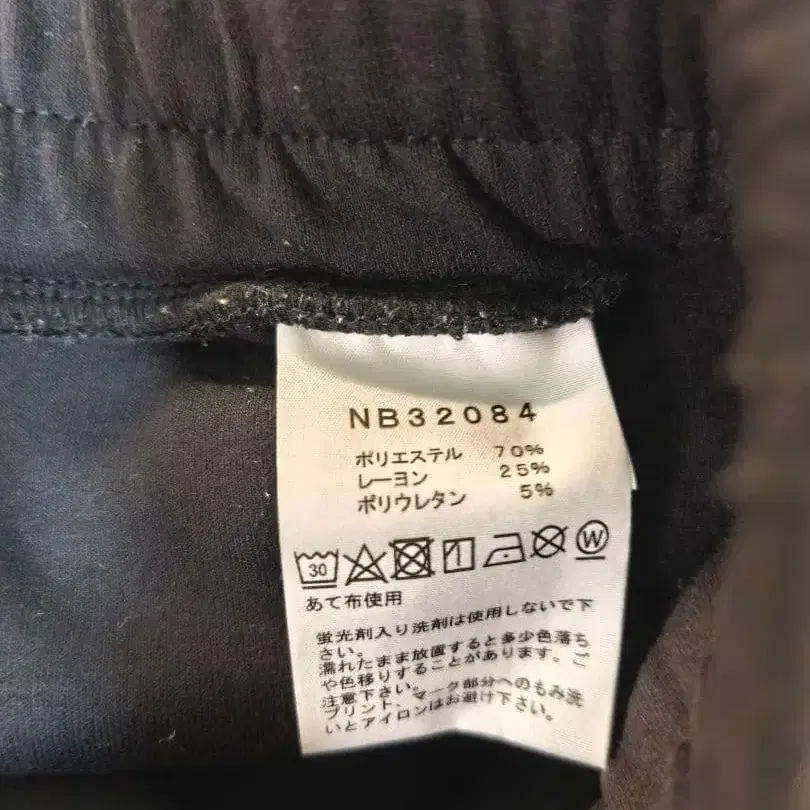 NB32084
ポリエステル 70%
レーヨン 25%
ポリウレタン 5%
30 W
あて布使用
蛍光剤入り洗剤は使用しないで下
さい。
濡れたまま放置すると多少色落ち
や色移りすることがあります。ご
注意下さい。
プリント、マーク部分へのもみ洗
いとアイロンはお避け下さい。